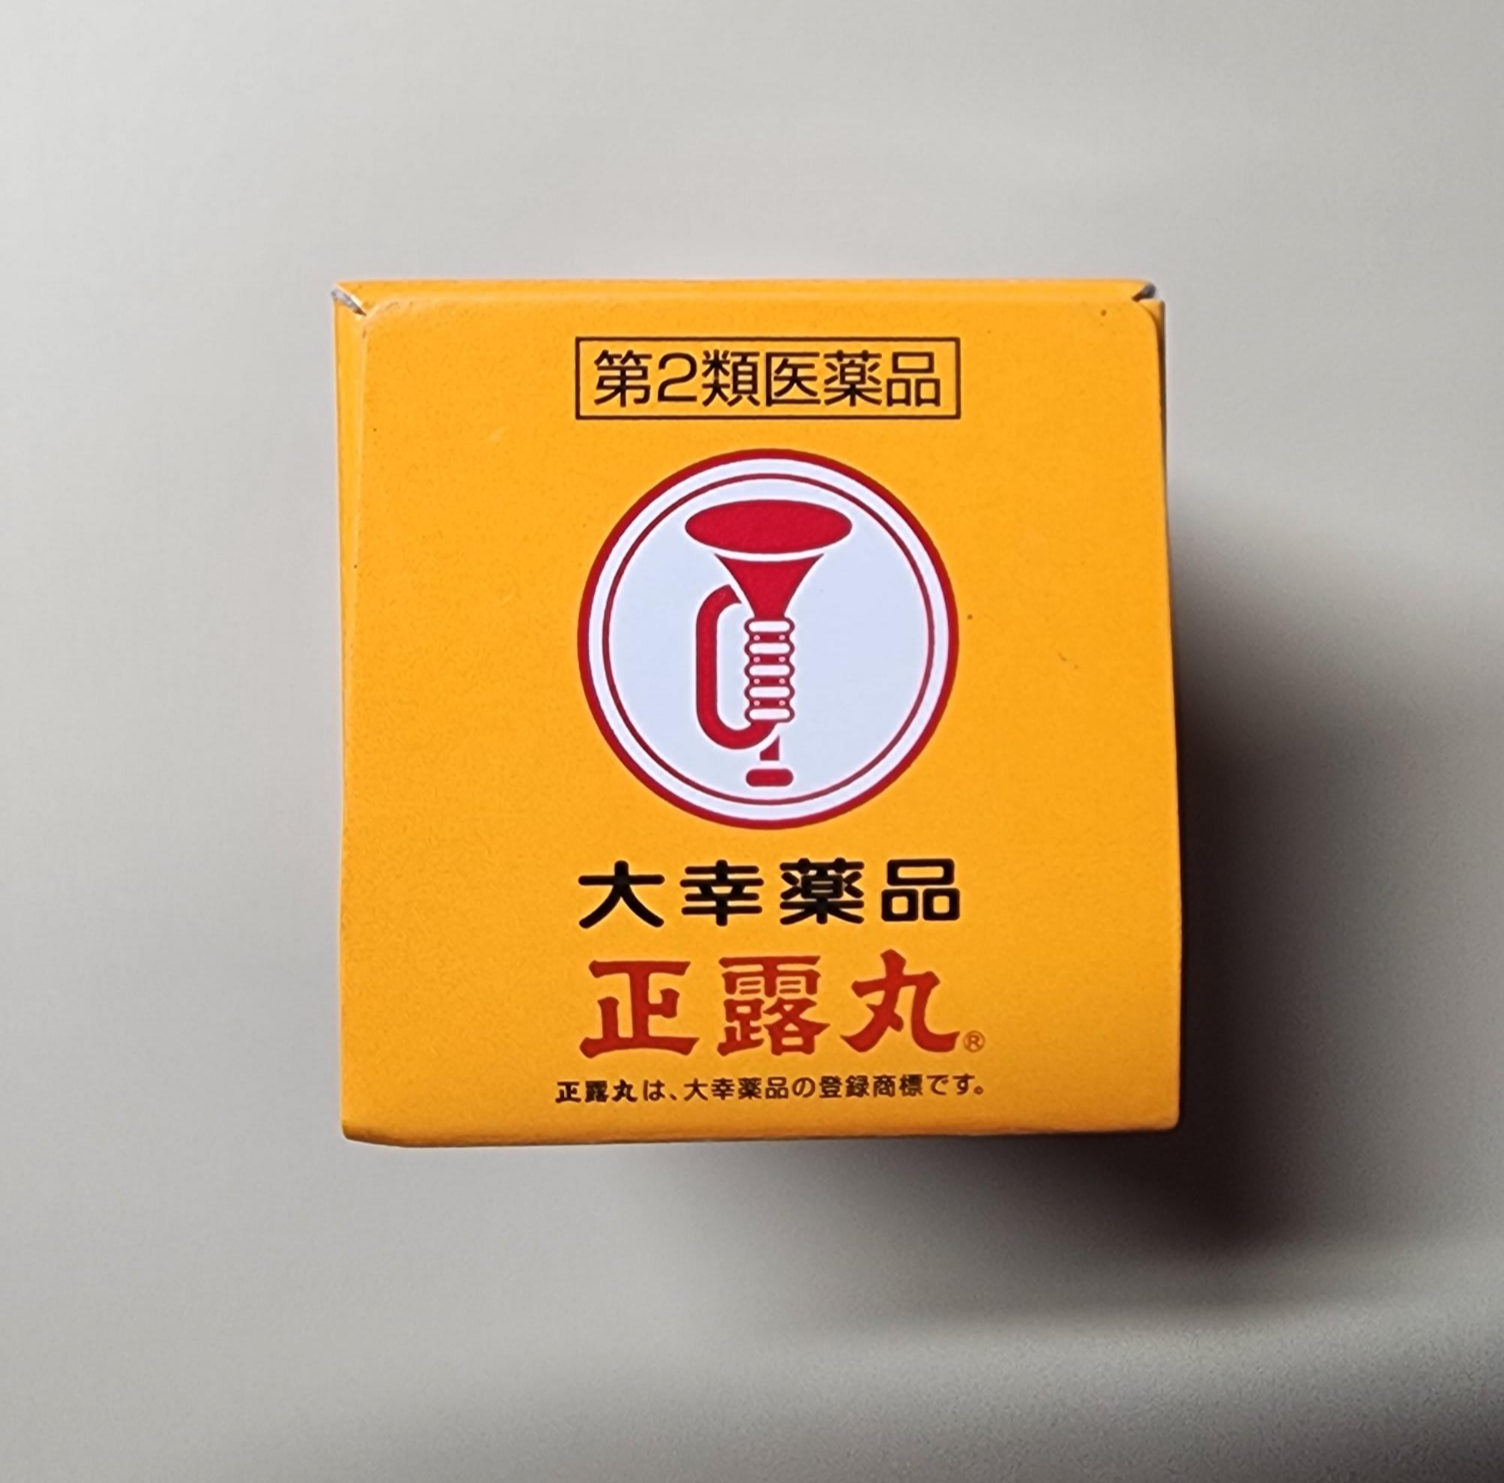 第2類医薬品
大幸薬品
正露丸®
正露丸は、大幸薬品の登録商標です。